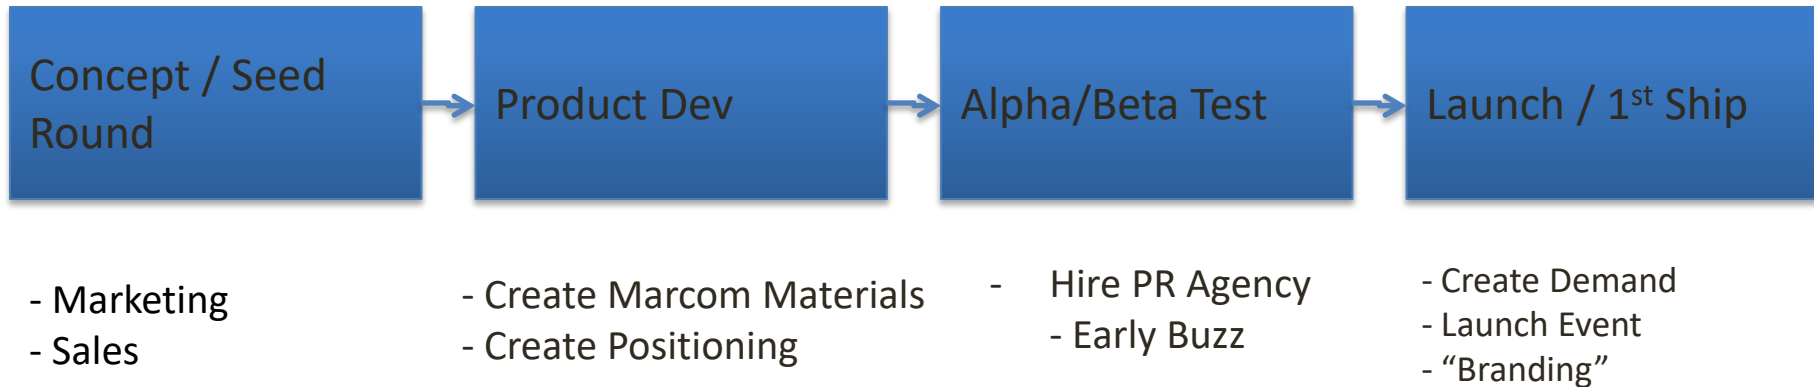 Concept / Seed
Round
Product Dev
Alpha/Beta Test
Launch / 1st Ship
- Marketing
- Sales
- Create Marcom Materials
- Create Positioning
- Hire PR Agency
- Early Buzz
- Create Demand
- Launch Event
- “Branding”